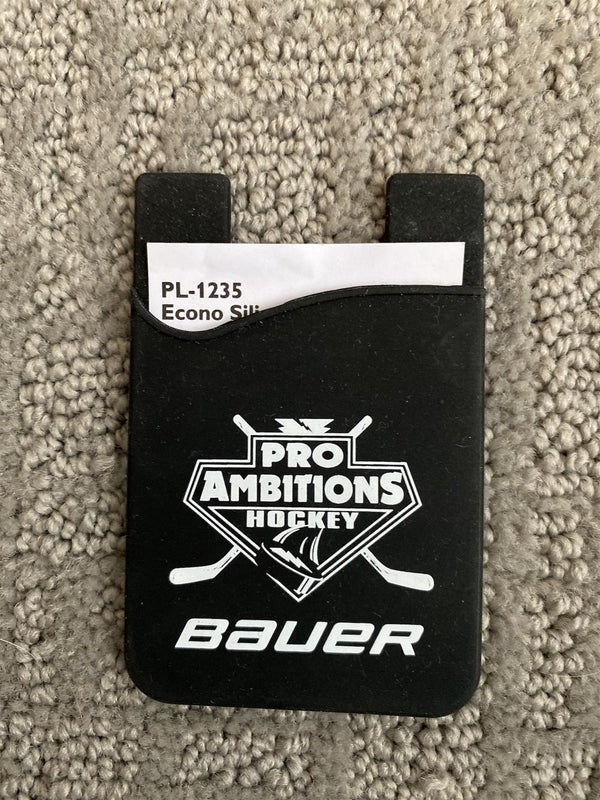 PL-1235
Econo Sili
PRO
AMBITIONS
HOCKEY
BAUER